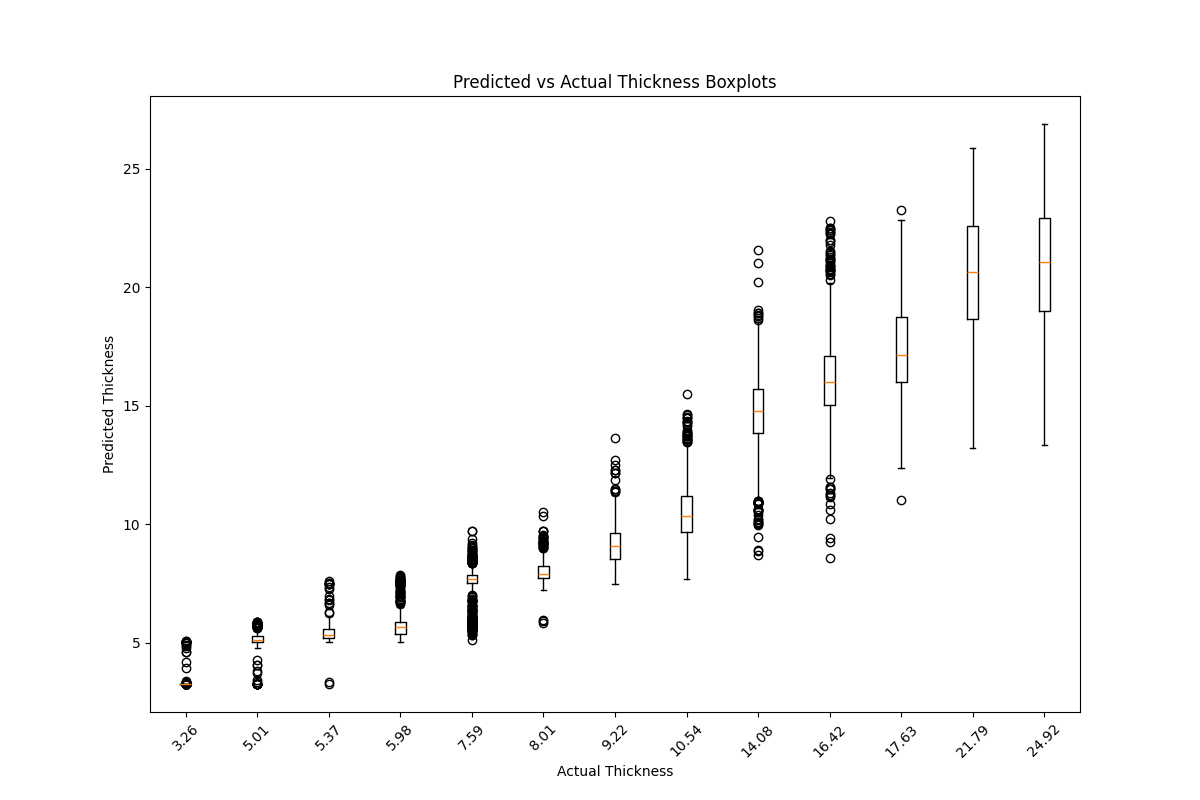 Predicted vs Actual Thickness Boxplots
Predicted Thickness
25
20
15
10
5
3.26 5.01 5.37 5.98 7.59 8.01 9.22 10.54 14.08 16.42 17.63 21.79 24.92
Actual Thickness